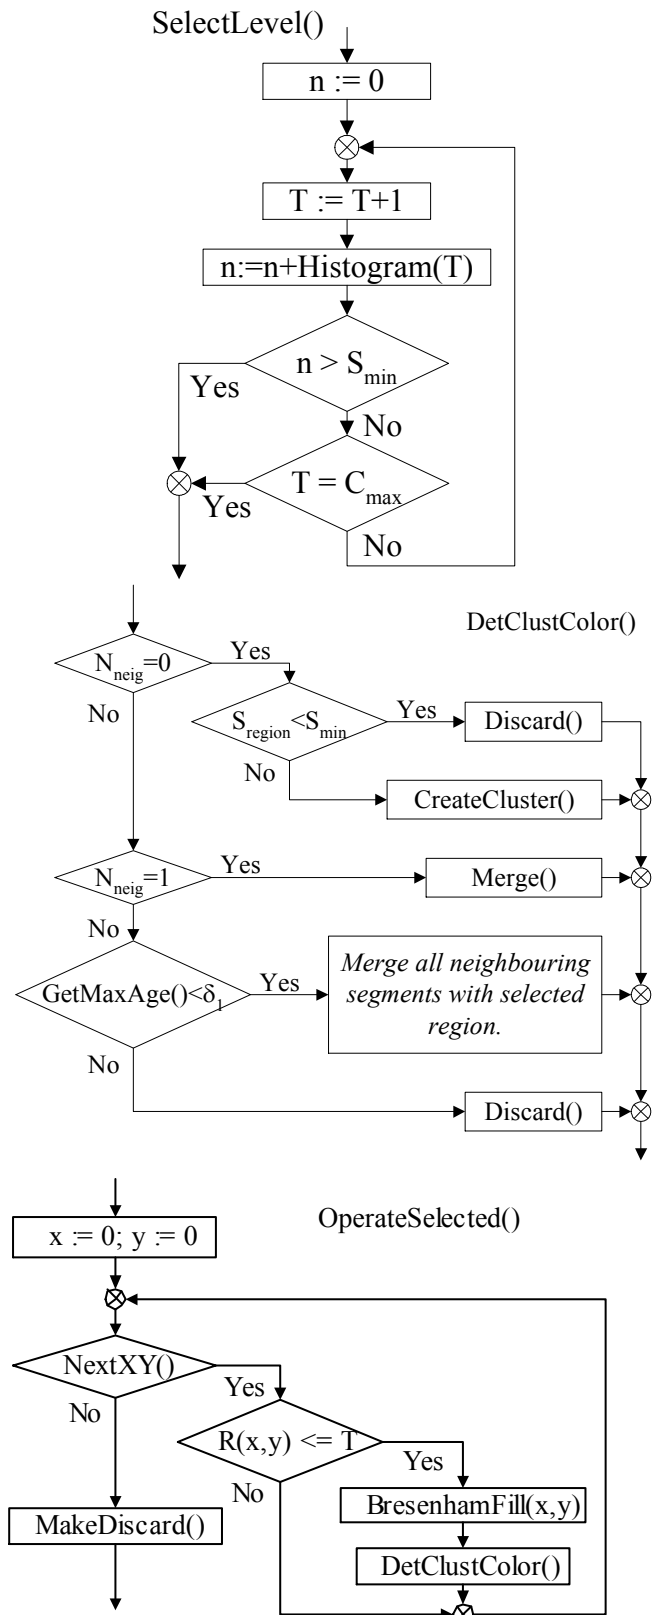 SelectLevel()
n := 0
T := T+1
n:=n+Histogram(T)
n > Smin
Yes
No
T = Cmax
Yes
No
DetClustColor()
Nneig=0
Yes
No
Sregion<Smin
Yes
Discard()
No
CreateCluster()
Nneig=1
Yes
Merge()
No
GetMaxAge()<δ1
Yes
Merge all neighbouring
segments with selected
region.
No
Discard()
OperateSelected()
x := 0; y := 0
NextXY()
Yes
No
R(x,y) <= T
Yes
No
BresenhamFill(x,y)
MakeDiscard()
DetClustColor()